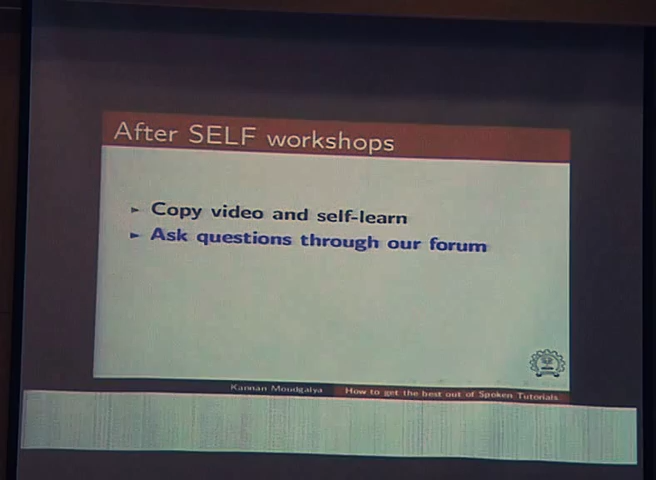 After SELF workshops
Copy video and self-learn
Ask questions through our forum
Kannan Moudgalya How to get the best out of Spoken Tutorials